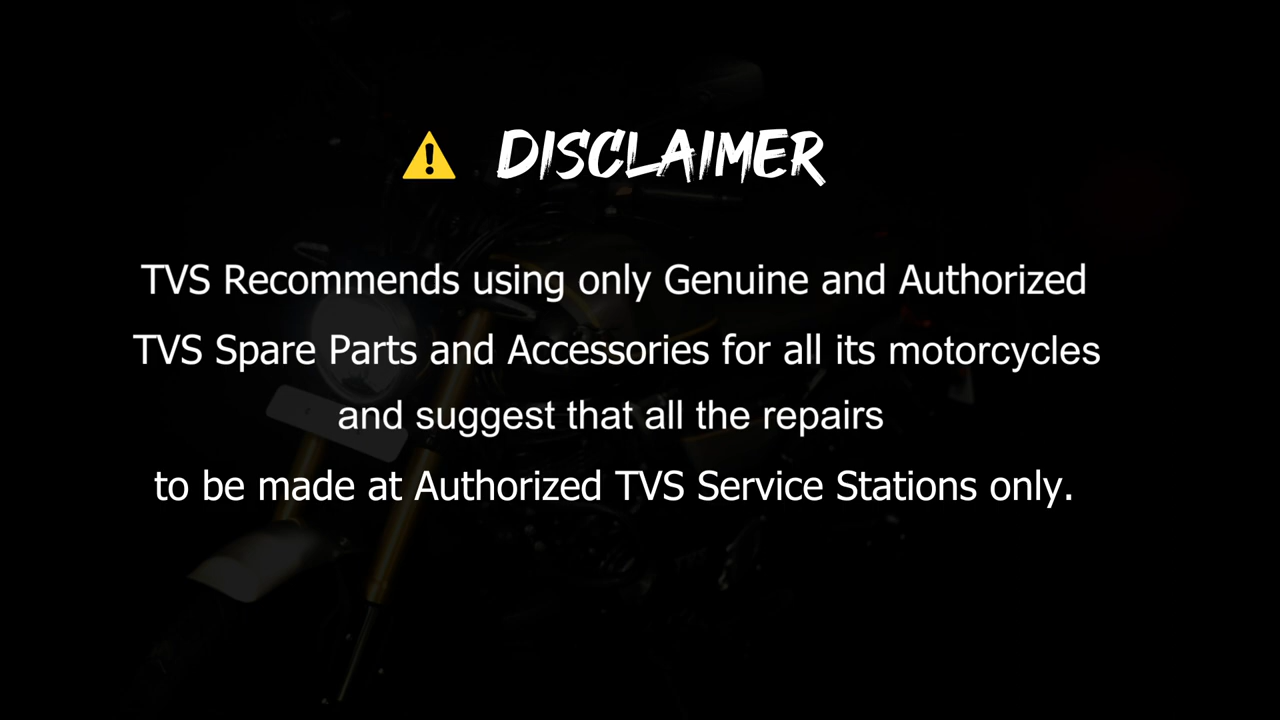 DISCLAIMER
TVS Recommends using only Genuine and Authorized
TVS Spare Parts and Accessories for all its motorcycles
and suggest that all the repairs
to be made at Authorized TVS Service Stations only.